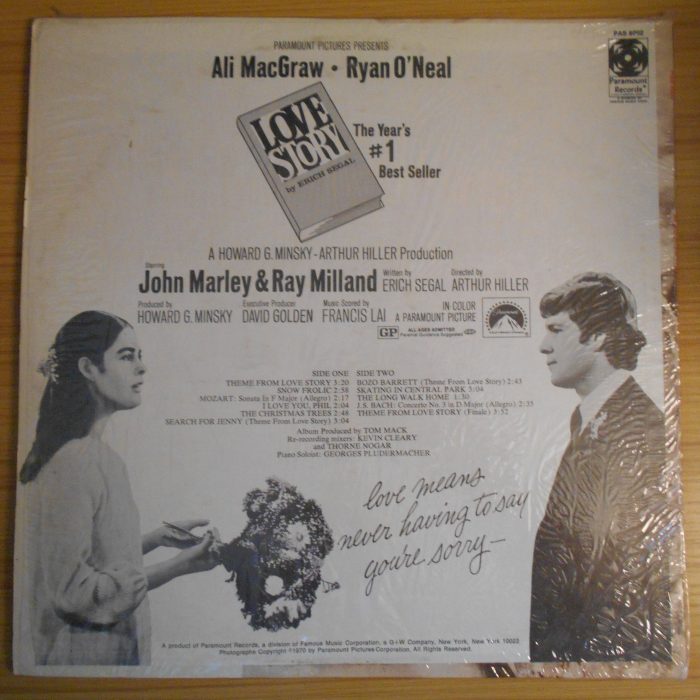 PARAMOUNT PICTURES PRESENTS
Ali MacGraw • Ryan O'Neal
PAS 6002
Paramount
Records
LOVE
STORY
by ERICH SEGAL
The Year's
#1
Best Seller
A HOWARD G. MINSKY - ARTHUR HILLER Production
Starring
John Marley & Ray Milland
Written by
ERICH SEGAL
Directed by
ARTHUR HILLER
Produced by
HOWARD G. MINSKY
Executive Producer
DAVID GOLDEN
Music Scored by
FRANCIS LAI
IN COLOR
A PARAMOUNT PICTURE
Paramount
GP
ALL AGES ADMITTED
Parental Guidance Suggested
SIDE ONE
THEME FROM LOVE STORY 3:20
SNOW FROLIC 2:58
MOZART: Sonata In F Major (Allegro) 2:17
I LOVE YOU, PHIL 2:04
THE CHRISTMAS TREES 2:48
SEARCH FOR JENNY (Theme From Love Story) 3:04
SIDE TWO
BOZO BARRETT (Theme From Love Story) 2:43
SKATING IN CENTRAL PARK 3:04
THE LONG WALK HOME 1:30
J.S. BACH: Concerto No. 3 in D Major (Allegro) 2:35
THEME FROM LOVE STORY (Finale) 3:52
Album Produced by TOM MACK
Re-recording mixers: KEVIN CLEARY
and THORNE NOGAR
Piano Soloist: GEORGES PLUDERMACHER
love means
never having to say
you're sorry —
A product of Paramount Records, a division of Famous Music Corporation, a G+W Company, New York, New York 10023
Photographs Copyright ©1970 by Paramount Pictures Corporation. All Rights Reserved.